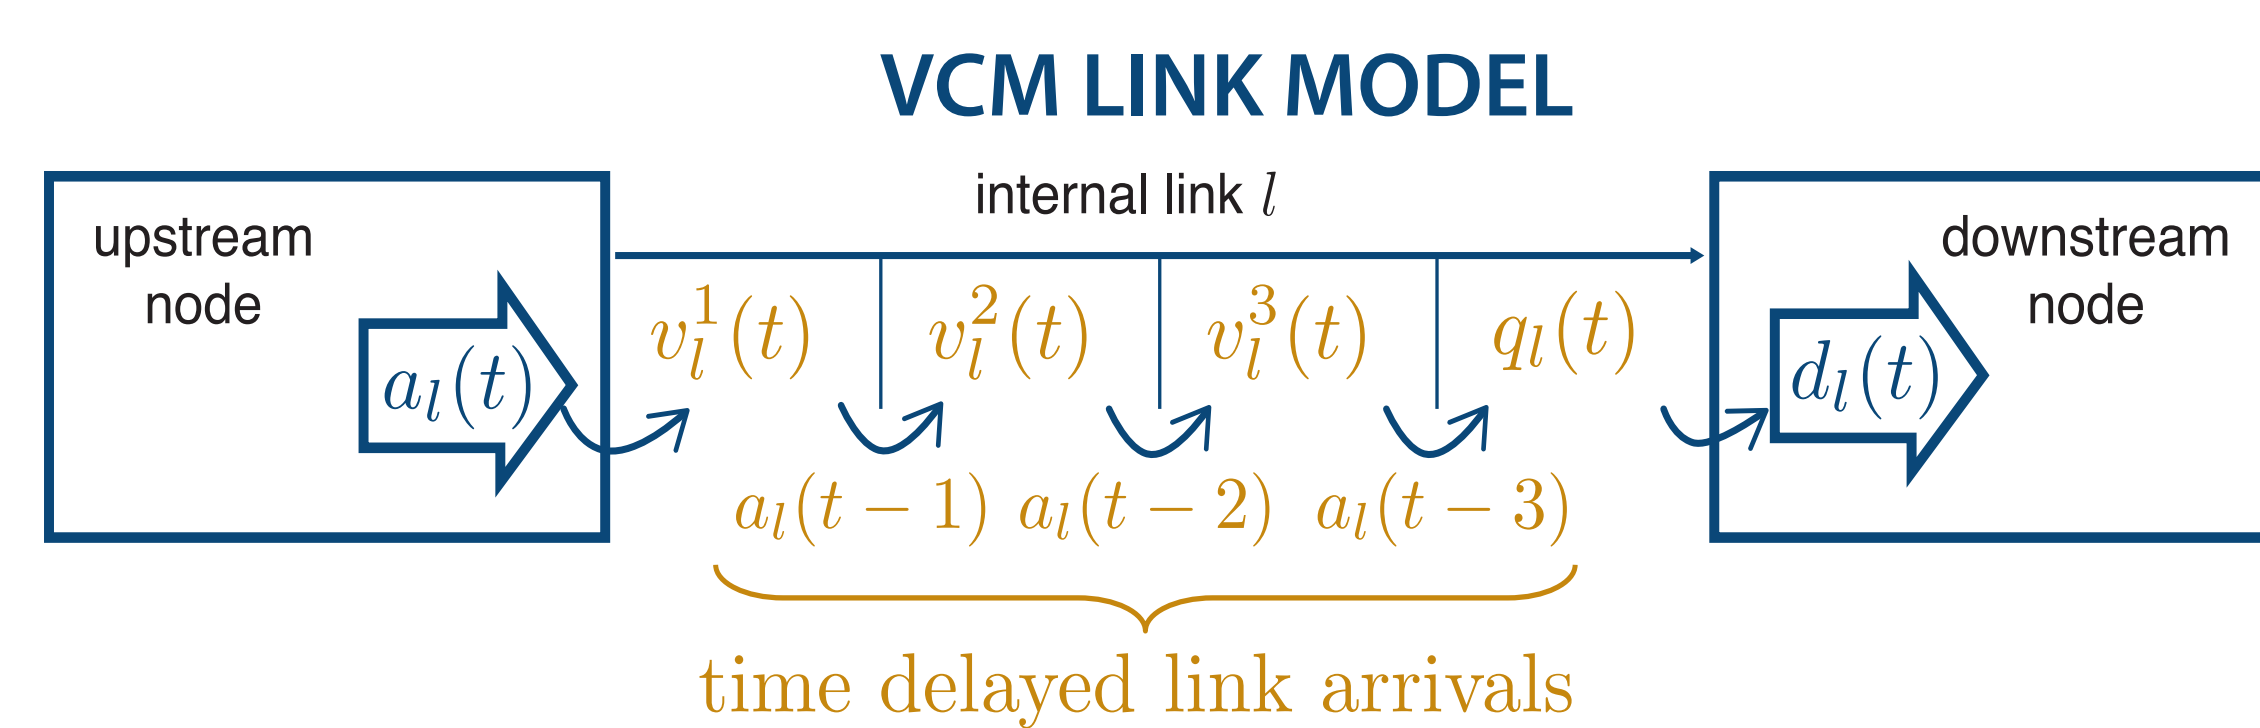 VCM LINK MODEL
internal link l
upstream
node
downstream
node
a_l(t)
v_l^1(t) v_l^2(t) v_l^3(t) q_l(t)
d_l(t)
a_l(t − 1) a_l(t − 2) a_l(t − 3)
time delayed link arrivals